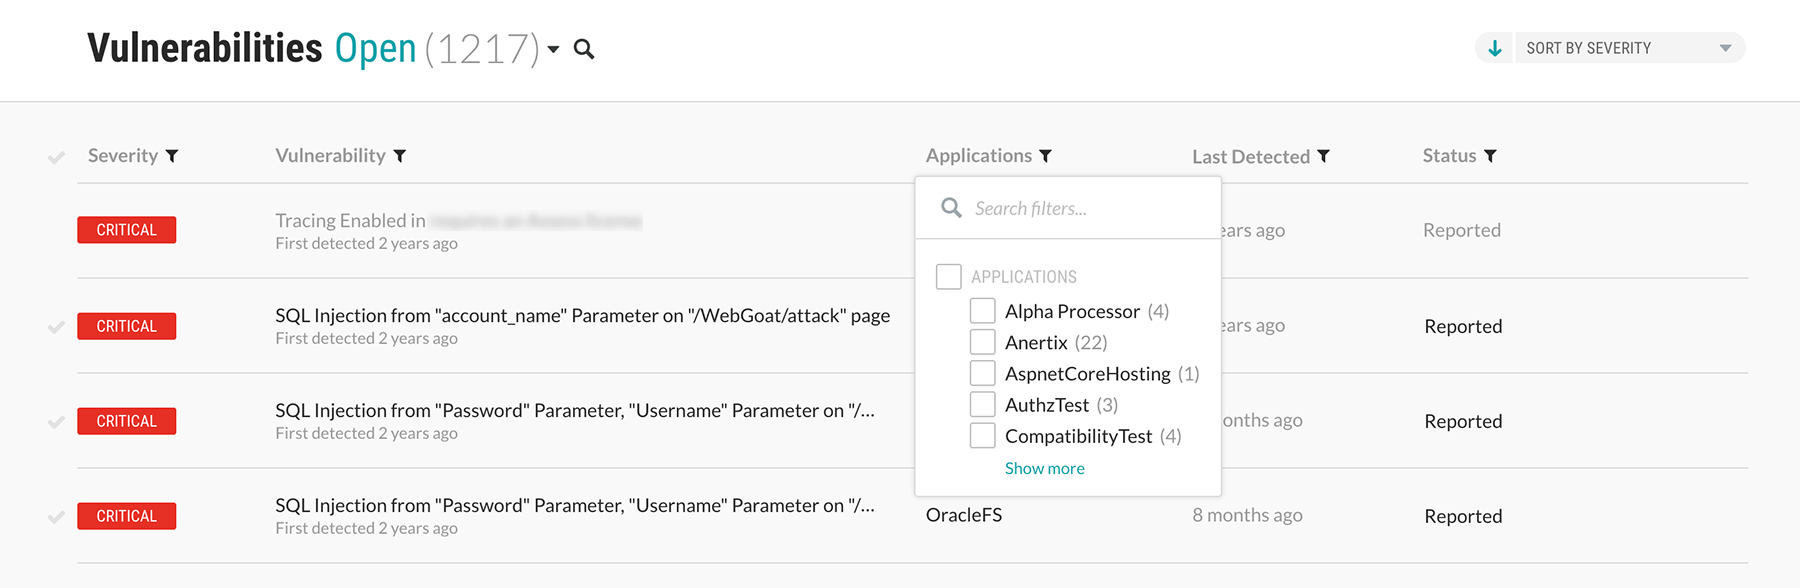 Vulnerabilities Open (1217)
SORT BY SEVERITY
Severity Vulnerability Applications Last Detected Status
CRITICAL
Tracing Enabled in
First detected 2 years ago
ears ago
Reported
CRITICAL
SQL Injection from "account_name" Parameter on "/WebGoat/attack" page
First detected 2 years ago
ears ago
Reported
CRITICAL
SQL Injection from "Password" Parameter, "Username" Parameter on "/...
First detected 2 years ago
onths ago
Reported
CRITICAL
SQL Injection from "Password" Parameter, "Username" Parameter on "/...
First detected 2 years ago
OracleFS
8 months ago
Reported
Search filters...
APPLICATIONS
Alpha Processor (4)
Anertix (22)
AspnetCoreHosting (1)
AuthzTest (3)
CompatibilityTest (4)
Show more